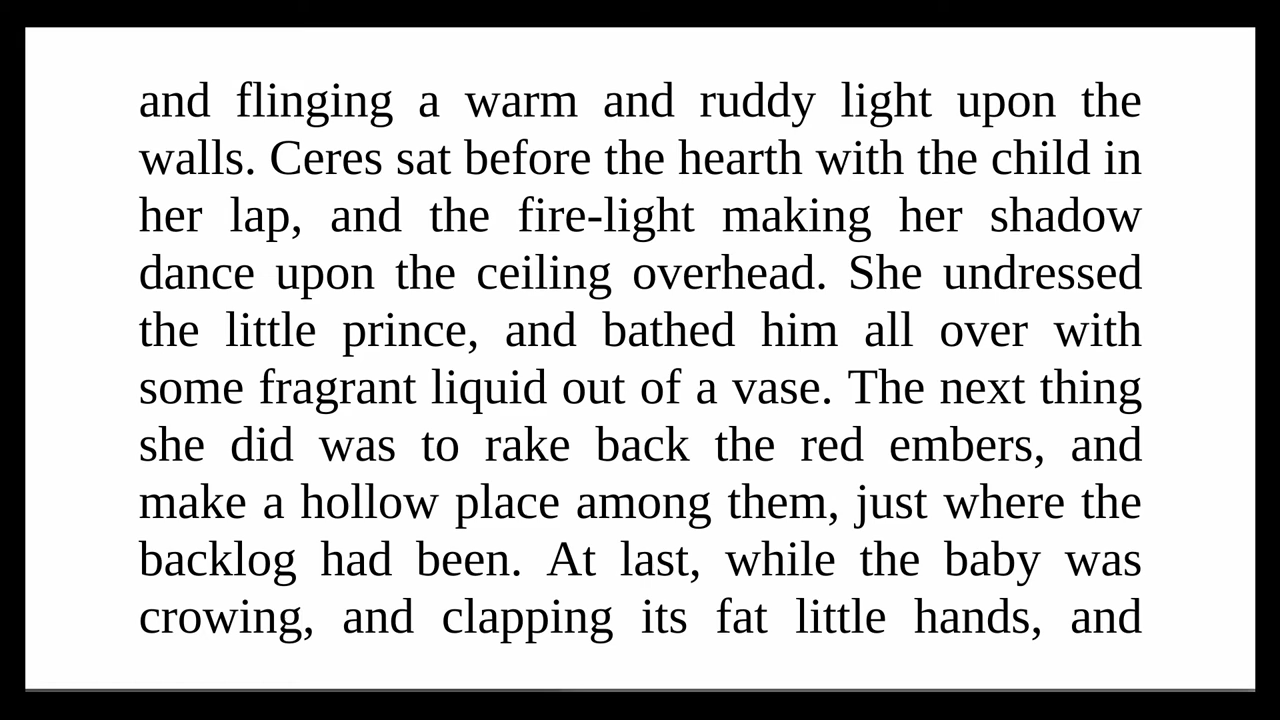 and flinging a warm and ruddy light upon the
walls. Ceres sat before the hearth with the child in
her lap, and the fire-light making her shadow
dance upon the ceiling overhead. She undressed
the little prince, and bathed him all over with
some fragrant liquid out of a vase. The next thing
she did was to rake back the red embers, and
make a hollow place among them, just where the
backlog had been. At last, while the baby was
crowing, and clapping its fat little hands, and